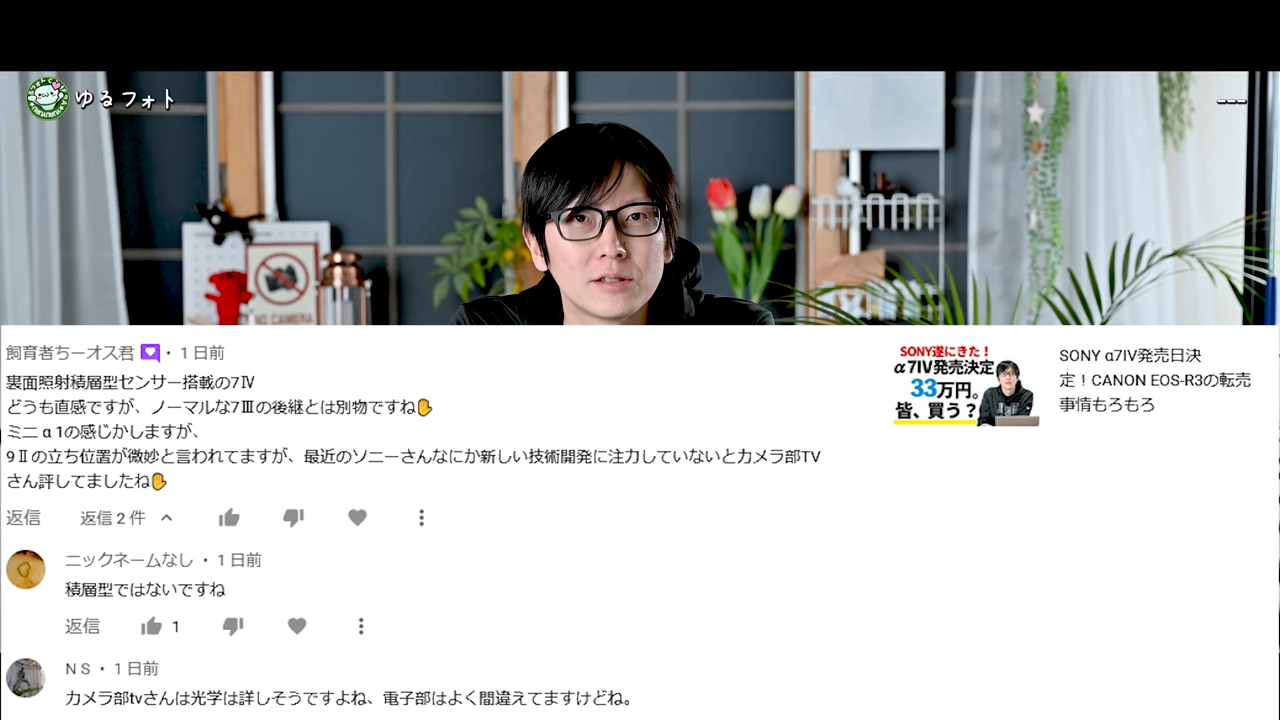 ゆるフォト
NO CAMERA
飼育者ちーオス君 ・ 1 日前
裏面照射積層型センサー搭載の7Ⅳ
どうも直感ですが、ノーマルな7Ⅲの後継とは別物ですね✋
ミニα1の感じかしますが、
9Ⅱの立ち位置が微妙と言われてますが、最近のソニーさんなにか新しい技術開発に注力していないとカメラ部TV
さん評してましたね✋
返信 返信 2 件
SONY遂にきた！
α7Ⅳ発売決定
33万円。
皆、買う？
SONY α7IV発売日決
定！CANON EOS-R3の転売
事情もろもろ
ニックネームなし ・ 1 日前
積層型ではないですね
返信 1
N S ・ 1 日前
カメラ部tvさんは光学は詳しそうですよね、電子部はよく間違えてますけどね。